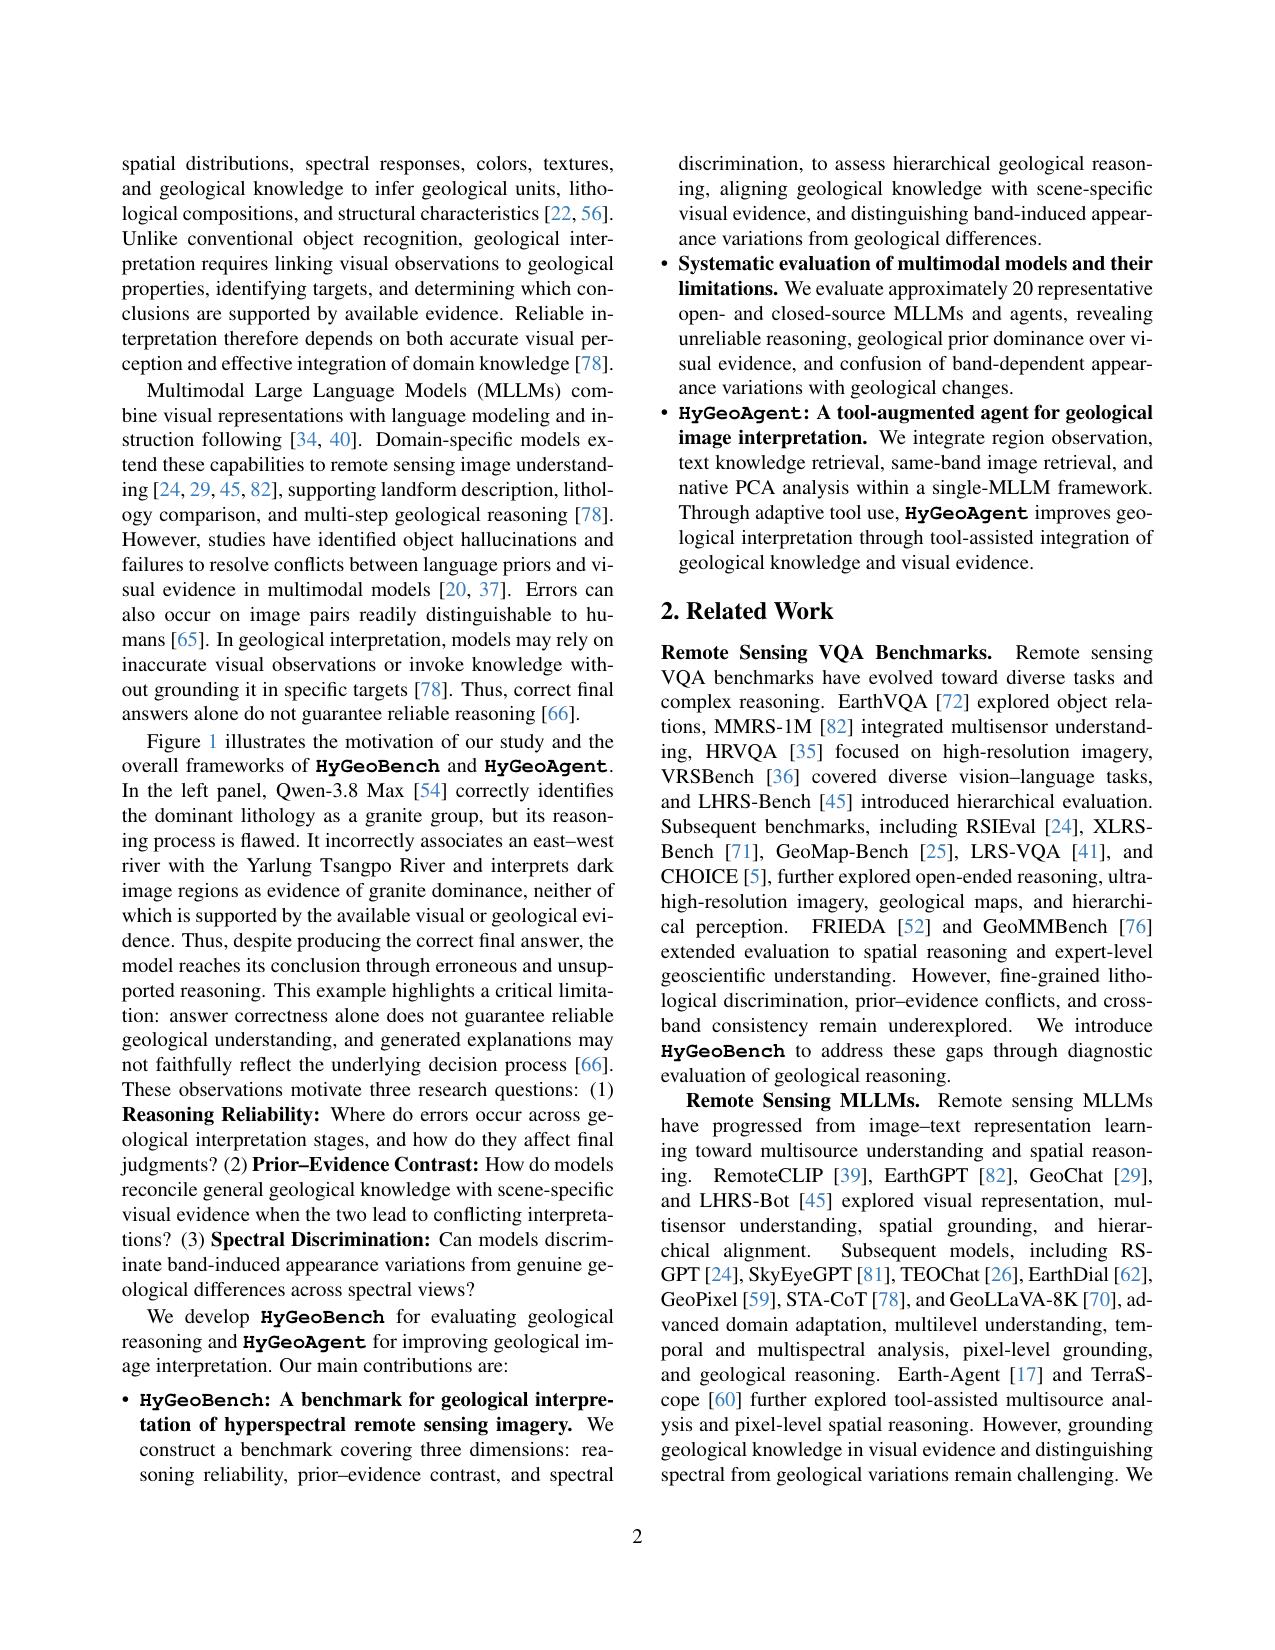 spatial distributions, spectral responses, colors, textures,
and geological knowledge to infer geological units, litho-
logical compositions, and structural characteristics [22, 56].
Unlike conventional object recognition, geological inter-
pretation requires linking visual observations to geological
properties, identifying targets, and determining which con-
clusions are supported by available evidence. Reliable in-
terpretation therefore depends on both accurate visual per-
ception and effective integration of domain knowledge [78].
Multimodal Large Language Models (MLLMs) com-
bine visual representations with language modeling and in-
struction following [34, 40]. Domain-specific models ex-
tend these capabilities to remote sensing image understand-
ing [24, 29, 45, 82], supporting landform description, lithol-
ogy comparison, and multi-step geological reasoning [78].
However, studies have identified object hallucinations and
failures to resolve conflicts between language priors and vi-
sual evidence in multimodal models [20, 37]. Errors can
also occur on image pairs readily distinguishable to hu-
mans [65]. In geological interpretation, models may rely on
inaccurate visual observations or invoke knowledge with-
out grounding it in specific targets [78]. Thus, correct final
answers alone do not guarantee reliable reasoning [66].
Figure 1 illustrates the motivation of our study and the
overall frameworks of HyGeoBench and HyGeoAgent.
In the left panel, Qwen-3.8 Max [54] correctly identifies
the dominant lithology as a granite group, but its reason-
ing process is flawed. It incorrectly associates an east–west
river with the Yarlung Tsangpo River and interprets dark
image regions as evidence of granite dominance, neither of
which is supported by the available visual or geological evi-
dence. Thus, despite producing the correct final answer, the
model reaches its conclusion through erroneous and unsup-
ported reasoning. This example highlights a critical limita-
tion: answer correctness alone does not guarantee reliable
geological understanding, and generated explanations may
not faithfully reflect the underlying decision process [66].
These observations motivate three research questions: (1)
Reasoning Reliability: Where do errors occur across ge-
ological interpretation stages, and how do they affect final
judgments? (2) Prior–Evidence Contrast: How do models
reconcile general geological knowledge with scene-specific
visual evidence when the two lead to conflicting interpreta-
tions? (3) Spectral Discrimination: Can models discrim-
inate band-induced appearance variations from genuine ge-
ological differences across spectral views?
We develop HyGeoBench for evaluating geological
reasoning and HyGeoAgent for improving geological im-
age interpretation. Our main contributions are:
• HyGeoBench: A benchmark for geological interpre-
tation of hyperspectral remote sensing imagery. We
construct a benchmark covering three dimensions: rea-
soning reliability, prior–evidence contrast, and spectral
discrimination, to assess hierarchical geological reason-
ing, aligning geological knowledge with scene-specific
visual evidence, and distinguishing band-induced appear-
ance variations from geological differences.
• Systematic evaluation of multimodal models and their
limitations. We evaluate approximately 20 representative
open- and closed-source MLLMs and agents, revealing
unreliable reasoning, geological prior dominance over vi-
sual evidence, and confusion of band-dependent appear-
ance variations with geological changes.
• HyGeoAgent: A tool-augmented agent for geological
image interpretation. We integrate region observation,
text knowledge retrieval, same-band image retrieval, and
native PCA analysis within a single-MLLM framework.
Through adaptive tool use, HyGeoAgent improves geo-
logical interpretation through tool-assisted integration of
geological knowledge and visual evidence.
2. Related Work
Remote Sensing VQA Benchmarks. Remote sensing
VQA benchmarks have evolved toward diverse tasks and
complex reasoning. EarthVQA [72] explored object rela-
tions, MMRS-1M [82] integrated multisensor understand-
ing, HRVQA [35] focused on high-resolution imagery,
VRSBench [36] covered diverse vision–language tasks,
and LHRS-Bench [45] introduced hierarchical evaluation.
Subsequent benchmarks, including RSIEval [24], XLRS-
Bench [71], GeoMap-Bench [25], LRS-VQA [41], and
CHOICE [5], further explored open-ended reasoning, ultra-
high-resolution imagery, geological maps, and hierarchi-
cal perception. FRIEDA [52] and GeoMMBench [76]
extended evaluation to spatial reasoning and expert-level
geoscientific understanding. However, fine-grained litho-
logical discrimination, prior–evidence conflicts, and cross-
band consistency remain underexplored. We introduce
HyGeoBench to address these gaps through diagnostic
evaluation of geological reasoning.
Remote Sensing MLLMs. Remote sensing MLLMs
have progressed from image–text representation learn-
ing toward multisource understanding and spatial reason-
ing. RemoteCLIP [39], EarthGPT [82], GeoChat [29],
and LHRS-Bot [45] explored visual representation, mul-
tisensor understanding, spatial grounding, and hierar-
chical alignment. Subsequent models, including RS-
GPT [24], SkyEyeGPT [81], TEOChat [26], EarthDial [62],
GeoPixel [59], STA-CoT [78], and GeoLLaVA-8K [70], ad-
vanced domain adaptation, multilevel understanding, tem-
poral and multispectral analysis, pixel-level grounding,
and geological reasoning. Earth-Agent [17] and TerraS-
cope [60] further explored tool-assisted multisource anal-
ysis and pixel-level spatial reasoning. However, grounding
geological knowledge in visual evidence and distinguishing
spectral from geological variations remain challenging. We
2